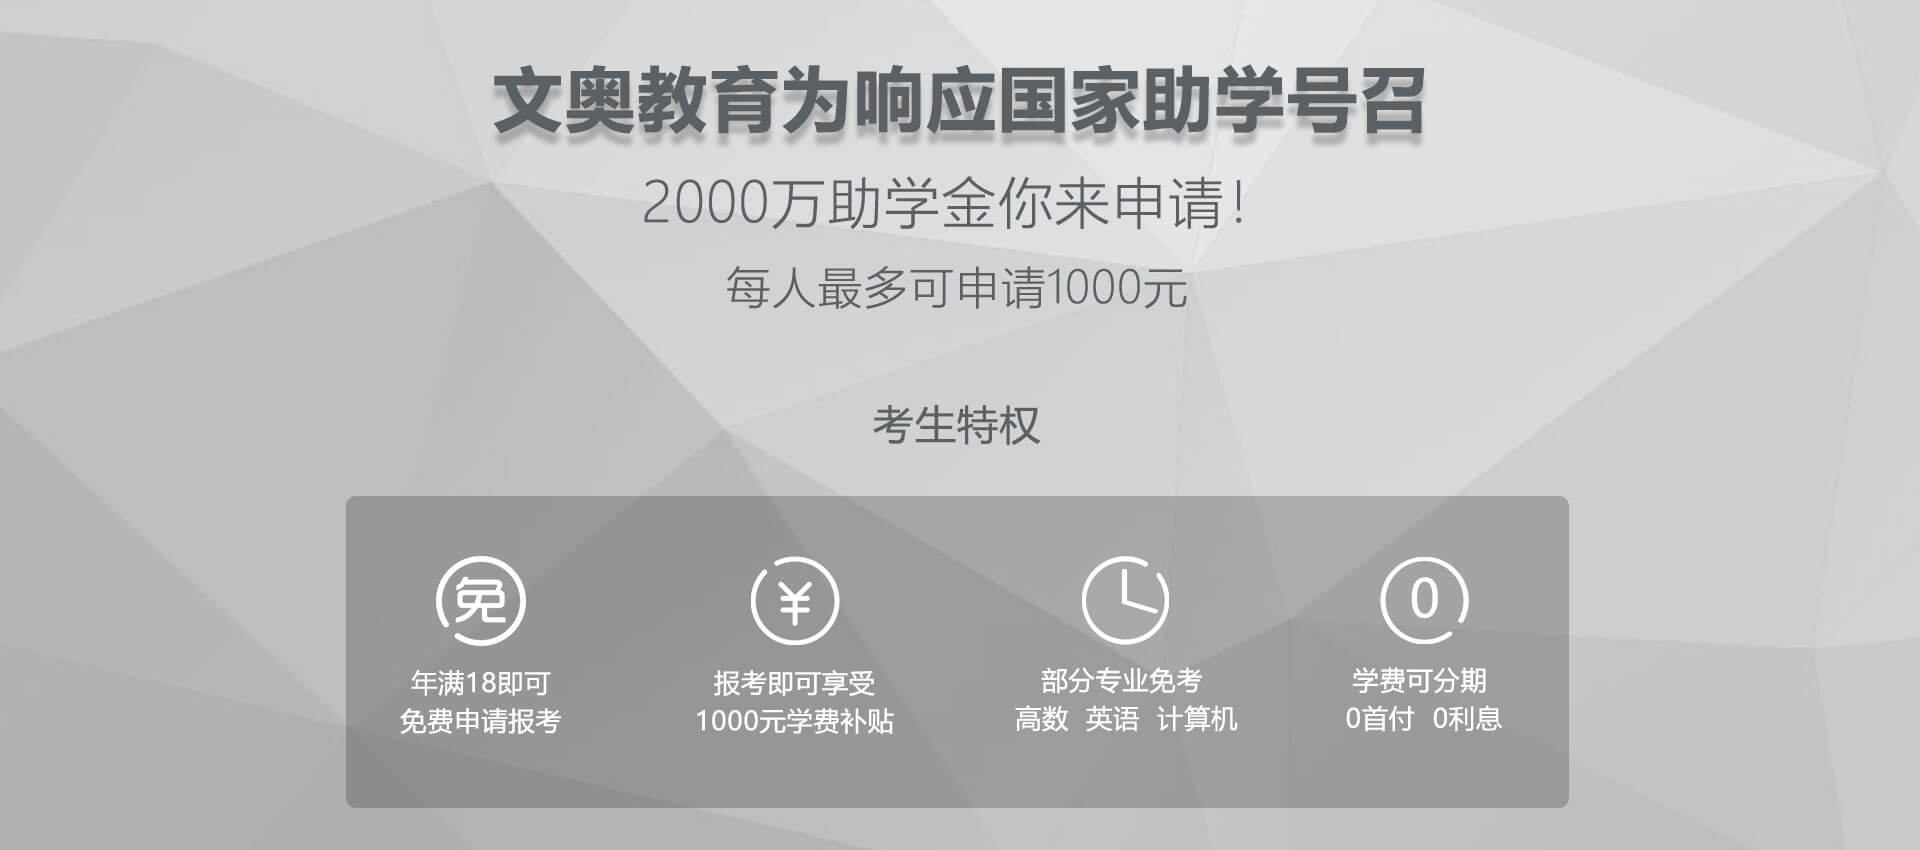 文奥教育为响应国家助学号召
2000万助学金你来申请！
每人最多可申请1000元
考生特权
免
年满18即可
免费申请报考
¥
报考即可享受
1000元学费补贴
部分专业免考
高数 英语 计算机
0
学费可分期
0首付 0利息